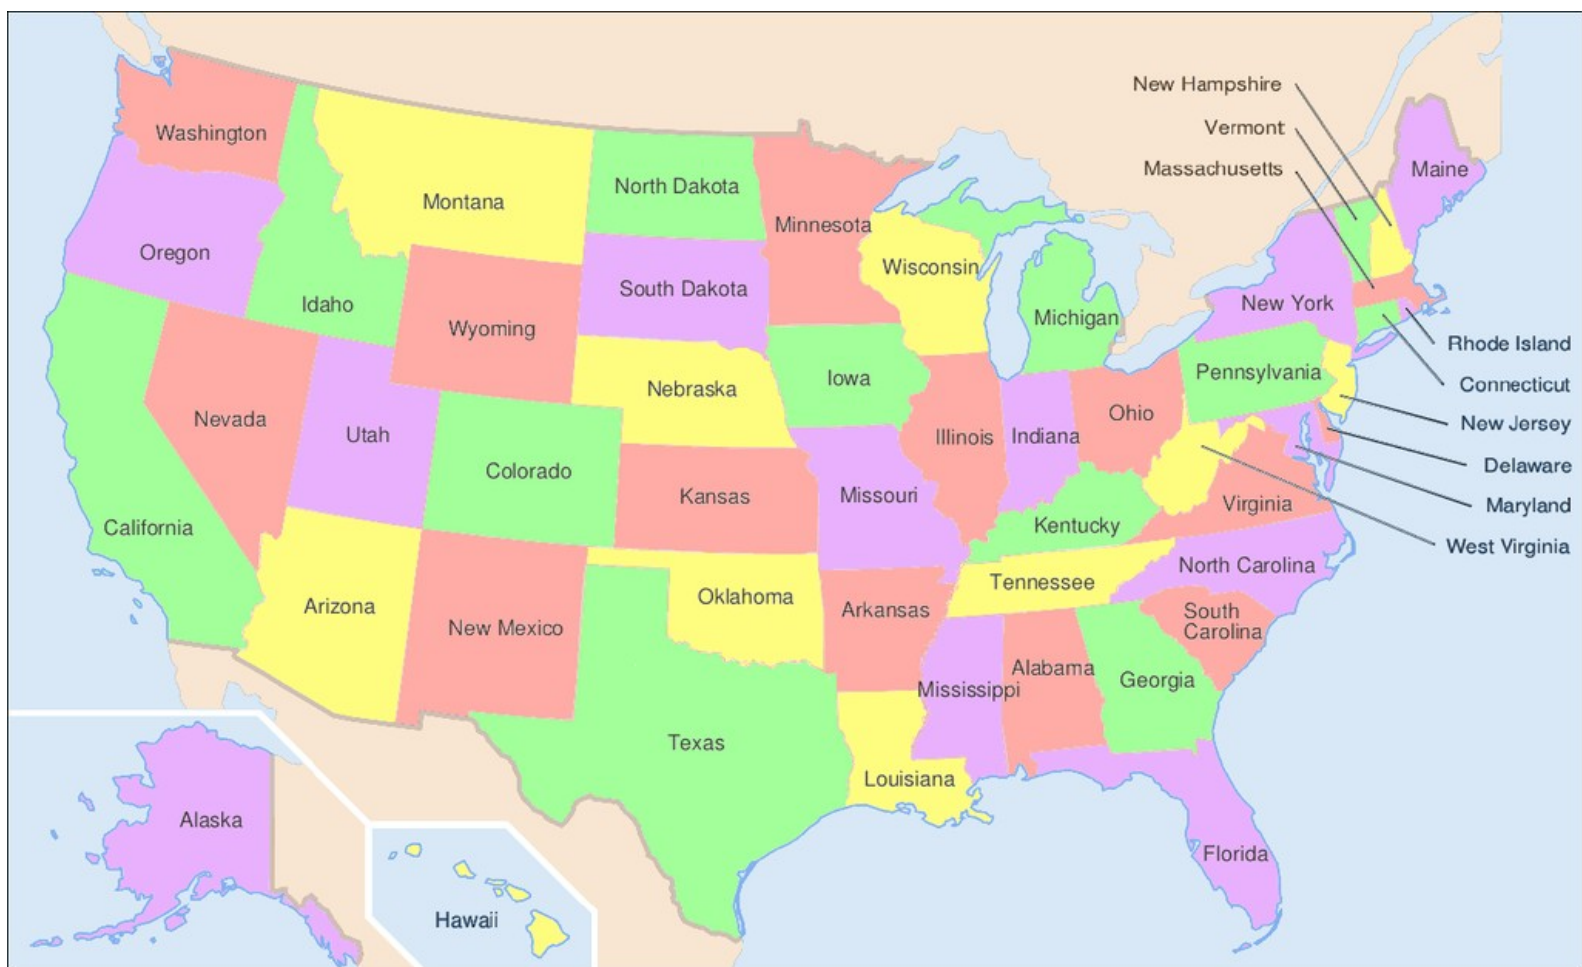 New Hampshire
Vermont
Massachusetts
Washington
Maine
Montana
North Dakota
Minnesota
Oregon
Wisconsin
South Dakota
Idaho
New York
Michigan
Wyoming
Rhode Island
Pennsylvania
Connecticut
Iowa
Nebraska
Ohio
Nevada
New Jersey
Utah
Illinois
Indiana
Delaware
Colorado
Kansas
Missouri
Virginia
Maryland
California
Kentucky
West Virginia
North Carolina
Tennessee
Oklahoma
Arizona
Arkansas
South
Carolina
New Mexico
Alabama
Georgia
Mississippi
Texas
Louisiana
Alaska
Florida
Hawaii